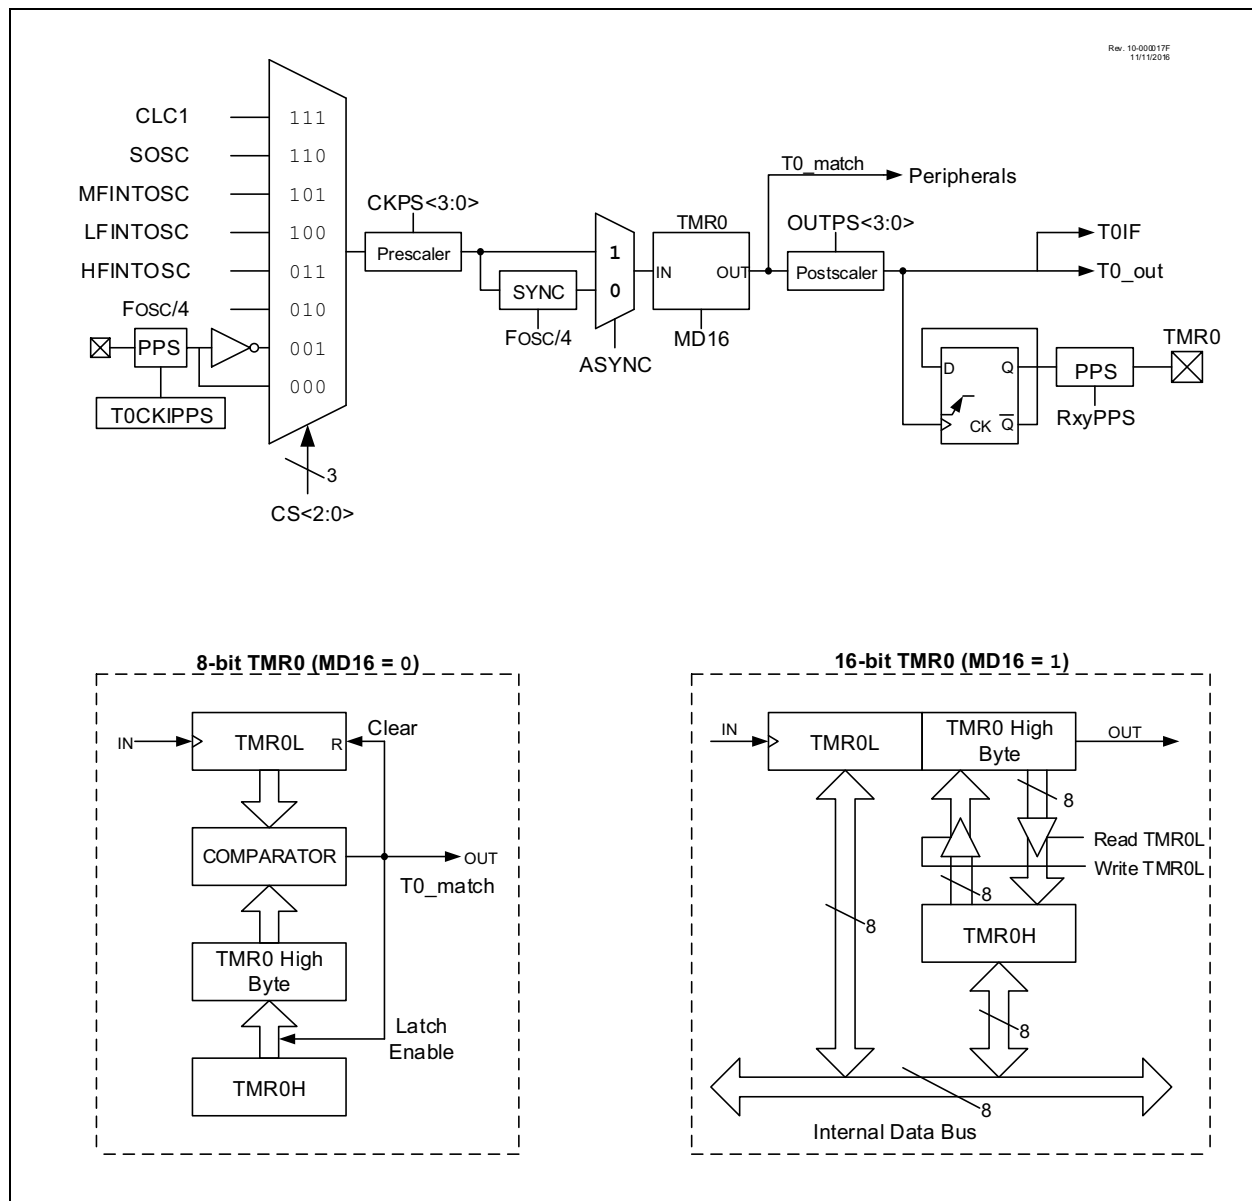 Rev. 10-000017F
11/11/2016
CLC1
111
SOSC
110
MFINTOSC
101
LFINTOSC
100
HFINTOSC
011
FOSC/4
010
PPS
001
000
T0CKIPPS
3
CS<2:0>
CKPS<3:0>
Prescaler
SYNC
FOSC/4
1
0
ASYNC
TMR0
IN
OUT
MD16
T0_match
Peripherals
OUTPS<3:0>
Postscaler
T0IF
T0_out
D
Q
CK
Q
PPS
RxyPPS
TMR0
8-bit TMR0 (MD16 = 0)
IN
TMR0L
R
Clear
COMPARATOR
OUT
T0_match
TMR0 High
Byte
Latch
Enable
TMR0H
16-bit TMR0 (MD16 = 1)
IN
TMR0L
TMR0 High
Byte
OUT
8
Read TMR0L
Write TMR0L
8
8
TMR0H
8
8
Internal Data Bus